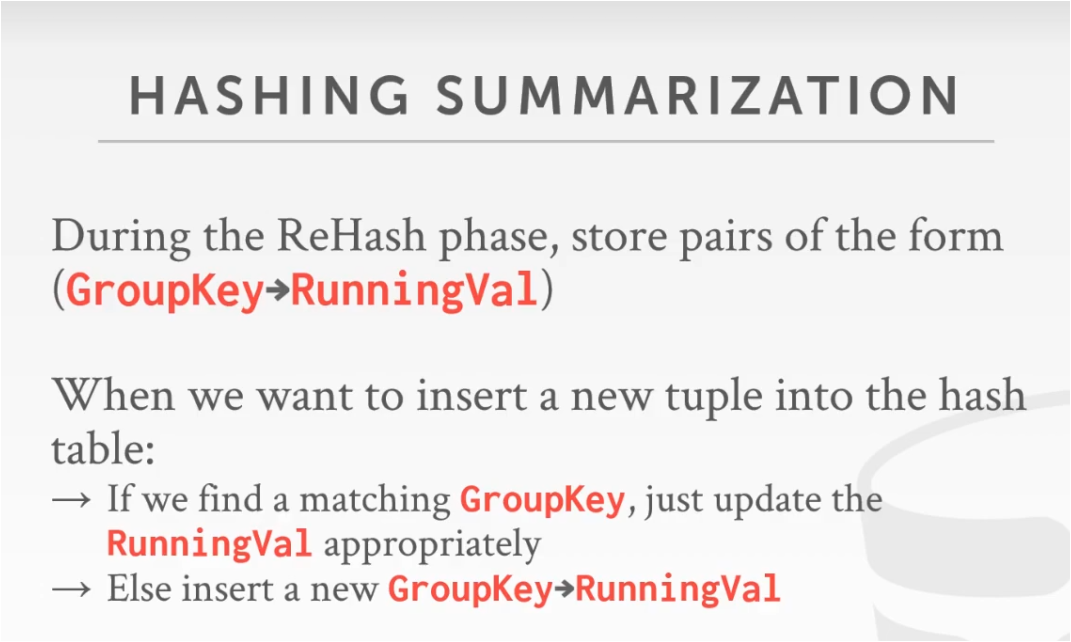 HASHING SUMMARIZATION
During the ReHash phase, store pairs of the form
(GroupKey→RunningVal)
When we want to insert a new tuple into the hash
table:
→ If we find a matching GroupKey, just update the
RunningVal appropriately
→ Else insert a new GroupKey→RunningVal